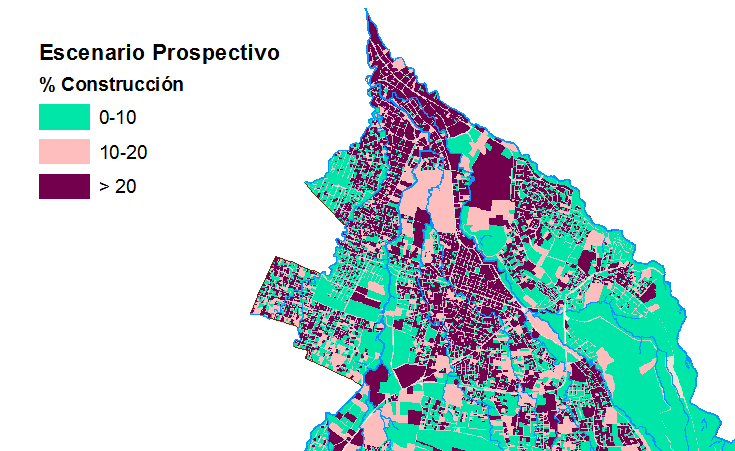 Escenario Prospectivo
% Construcción
0-10
10-20
> 20